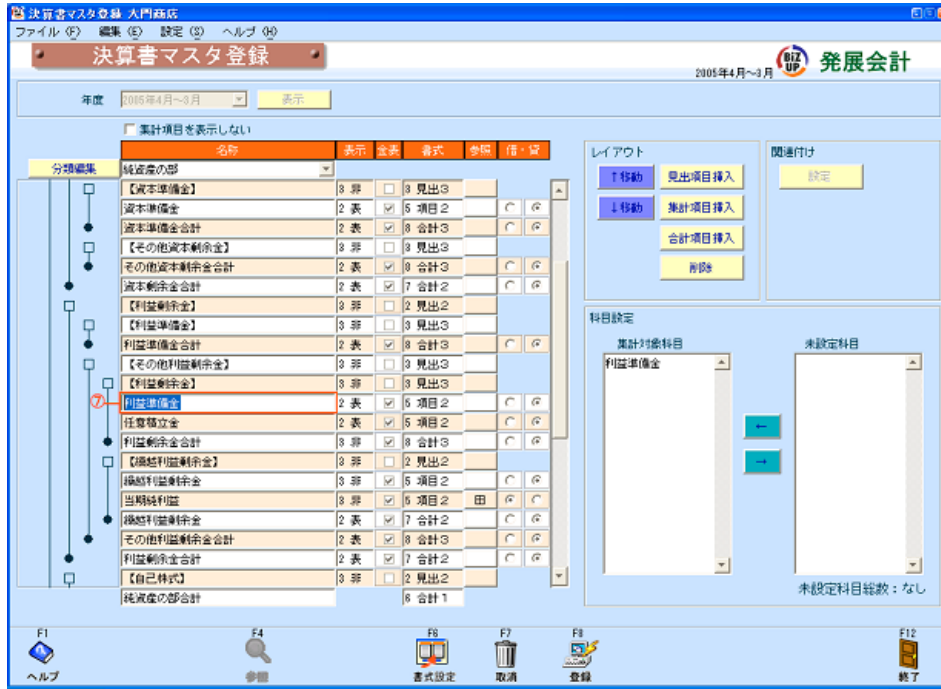 決算書マスタ登録 大門商店
ファイル (F) 編集 (E) 設定 (S) ヘルプ (H)
決算書マスタ登録
2005年4月～3月 BiZ UP 発展会計
年度 2005年4月～3月 表示
集計項目を表示しない
名称 表示 金表 書式 参照 借・貸
分類編集 純資産の部
【資本準備金】 3 非 3 見出3
資本準備金 2 表 5 項目2
資本準備金合計 2 表 8 合計3
【その他資本剰余金】 3 非 3 見出3
その他資本剰余金合計 2 表 8 合計3
資本剰余金合計 2 表 7 合計2
【利益剰余金】 3 非 2 見出2
【利益準備金】 3 非 3 見出3
利益準備金合計 2 表 8 合計3
【その他利益剰余金】 3 非 3 見出3
【利益剰余金】 3 非 3 見出3
⑦ 利益準備金 2 表 5 項目2
任意積立金 2 表 5 項目2
利益剰余金合計 3 非 8 合計3
【繰越利益剰余金】 3 非 2 見出2
繰越利益剰余金 3 非 5 項目2
当期純利益 3 非 5 項目2 田
繰越利益剰余金 2 表 7 合計2
その他利益剰余金合計 2 表 8 合計3
利益剰余金合計 2 表 7 合計2
【自己株式】 3 非 2 見出2
純資産の部合計 6 合計1
レイアウト
↑移動 見出項目挿入
↓移動 集計項目挿入
合計項目挿入
削除
関連付け
設定
科目設定
集計対象科目 未設定科目
利益準備金
←
→
未設定科目総数：なし
F1 F4 F6 F7 F8 F12
ヘルプ 参照 書式設定 取消 登録 終了